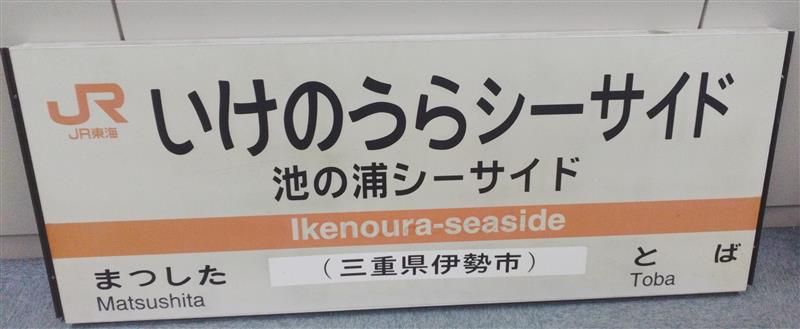 JR
JR東海
いけのうらシーサイド
池の浦シーサイド
Ikenoura-seaside
まつした
Matsushita
(三重県伊勢市)
とば
Toba